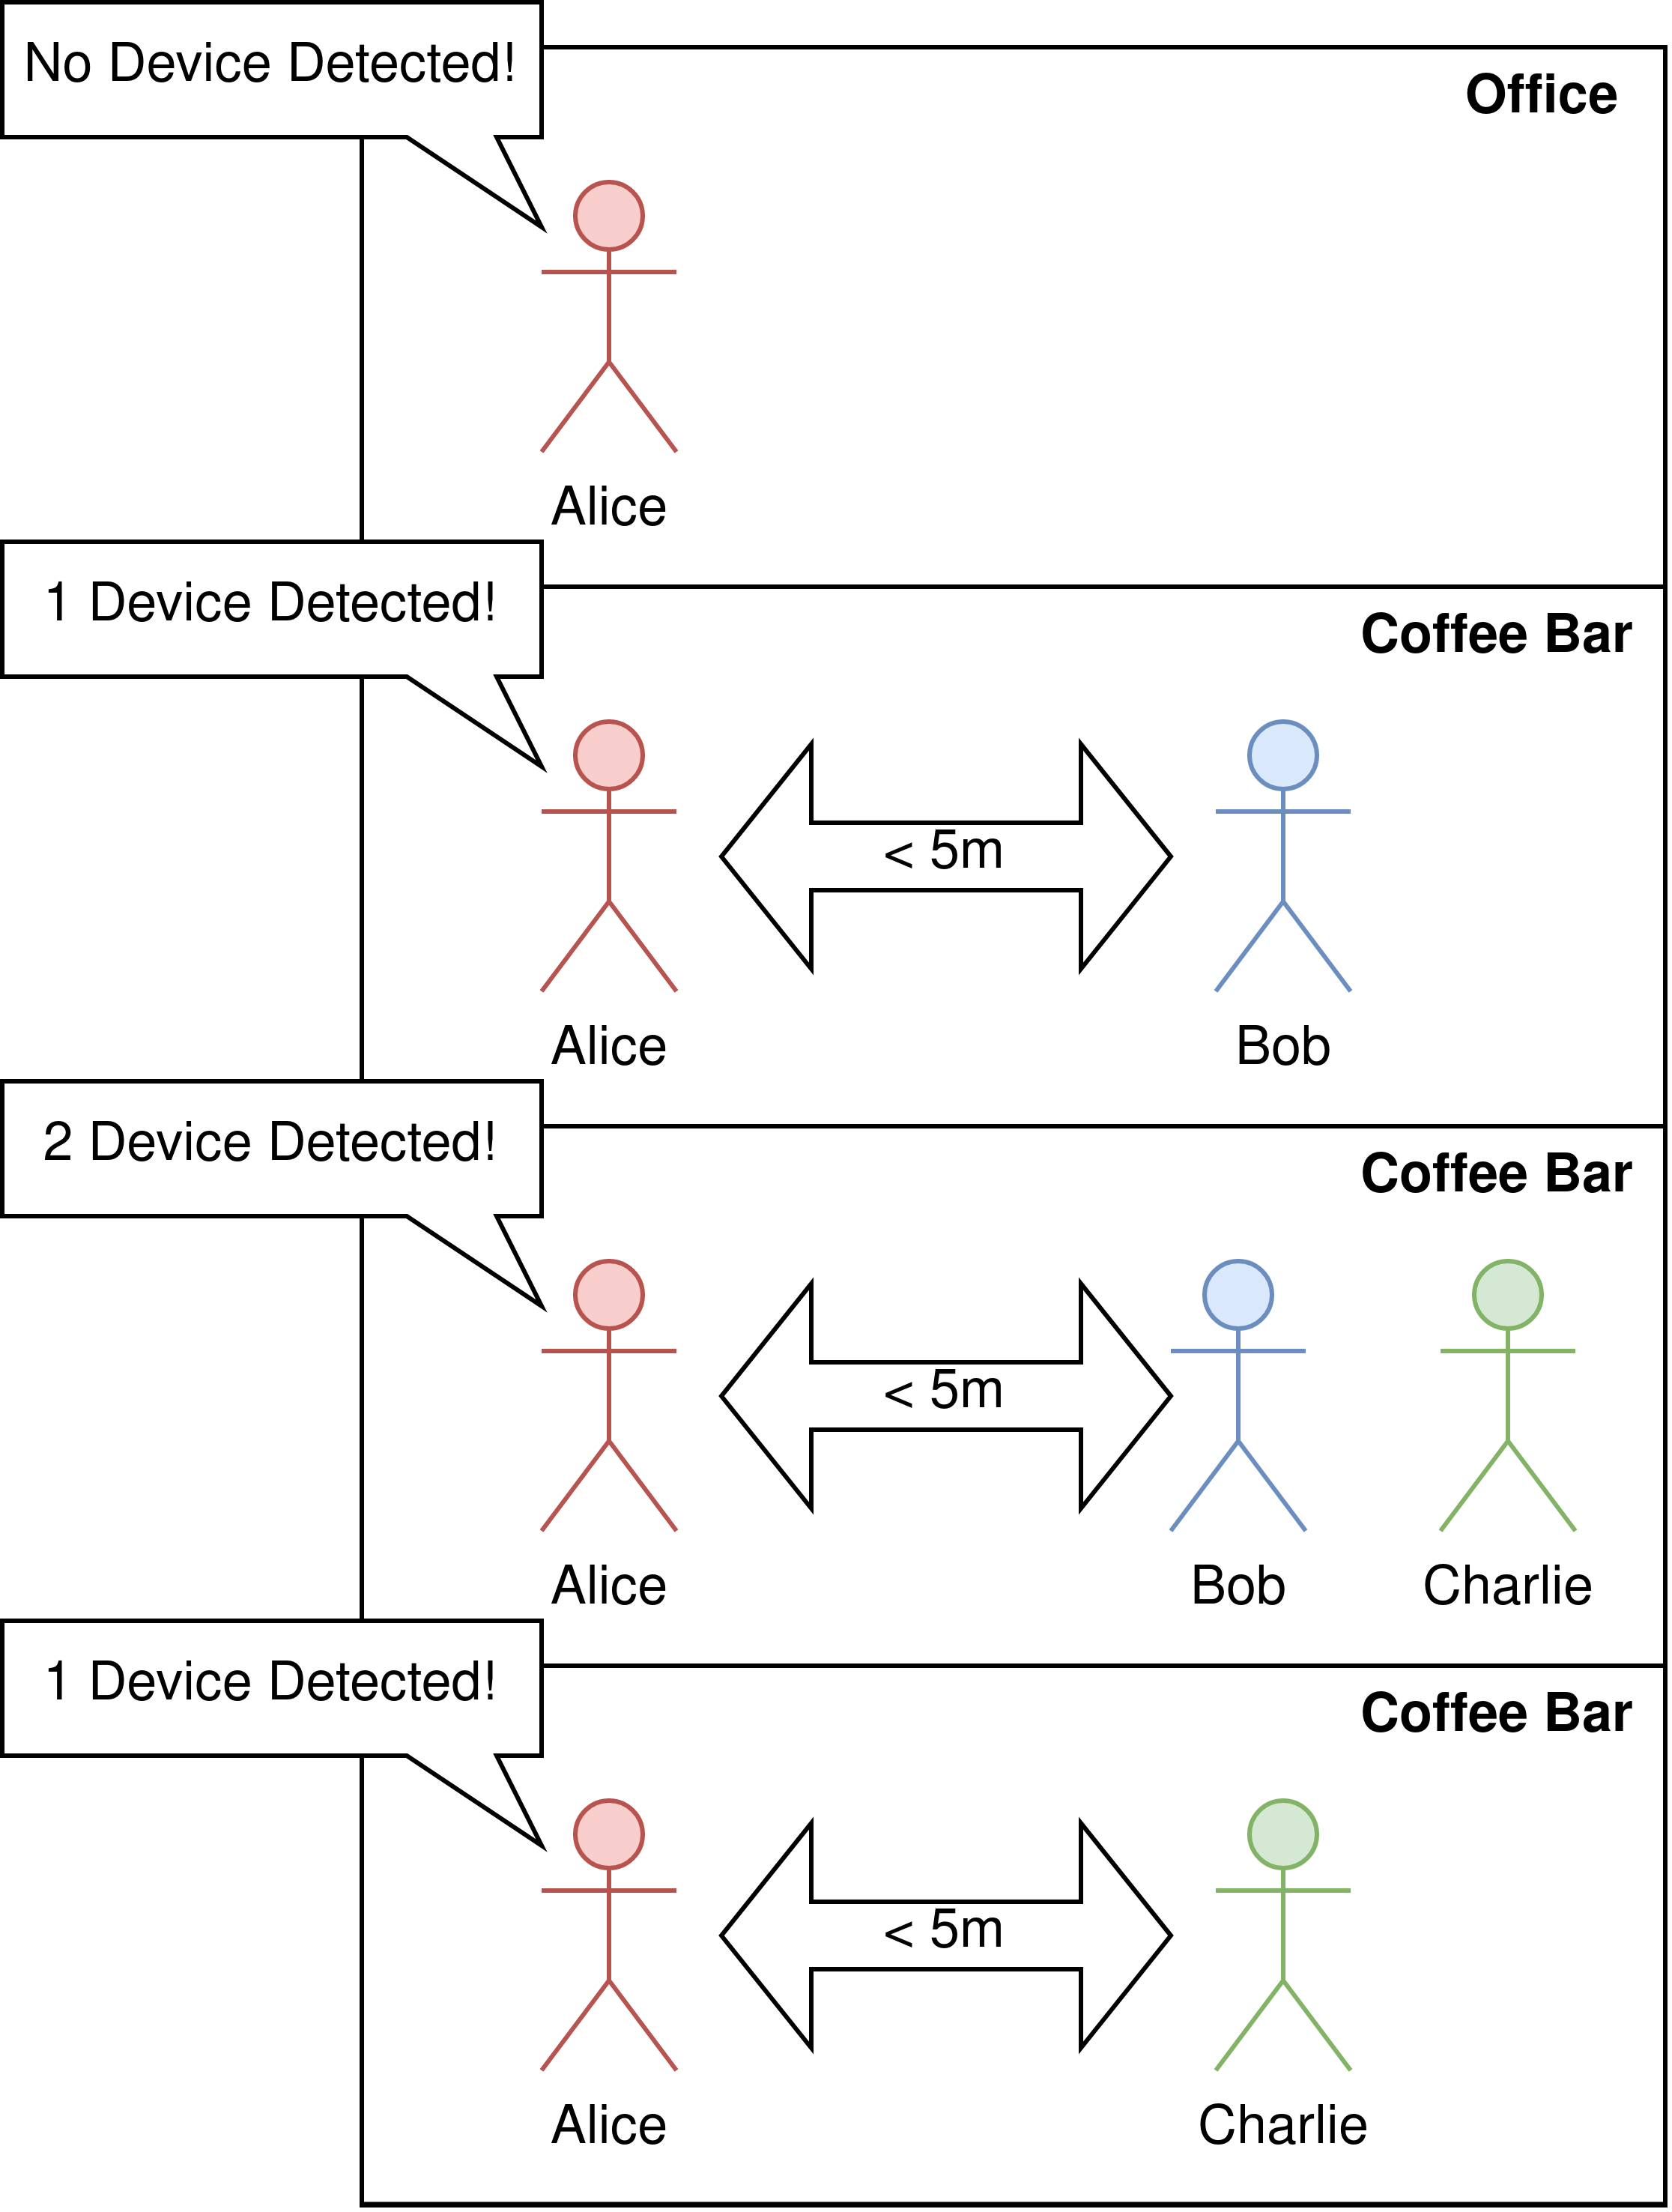 No Device Detected!
Office
Alice
1 Device Detected!
Coffee Bar
< 5m
Alice
Bob
2 Device Detected!
Coffee Bar
< 5m
Alice
Bob
Charlie
1 Device Detected!
Coffee Bar
< 5m
Alice
Charlie